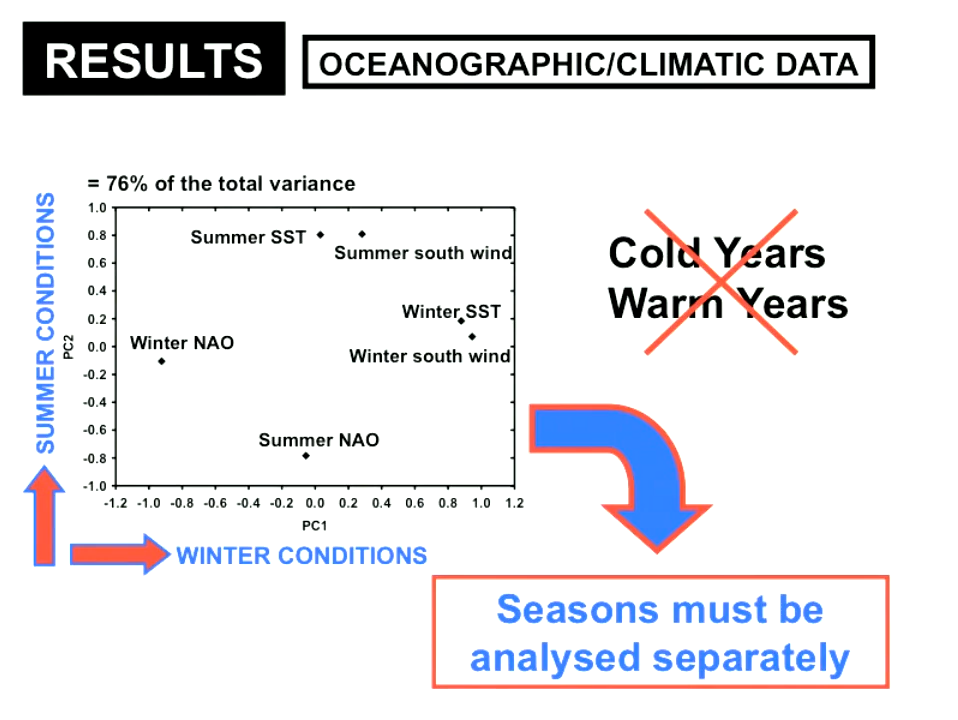 RESULTS
OCEANOGRAPHIC/CLIMATIC DATA
= 76% of the total variance
SUMMER CONDITIONS
PC2
1.0
0.8
0.6
0.4
0.2
0.0
-0.2
-0.4
-0.6
-0.8
-1.0
Summer SST
Summer south wind
Winter SST
Winter NAO
Winter south wind
Summer NAO
-1.2 -1.0 -0.8 -0.6 -0.4 -0.2 0.0 0.2 0.4 0.6 0.8 1.0 1.2
PC1
WINTER CONDITIONS
Cold Years
Warm Years
Seasons must be
analysed separately